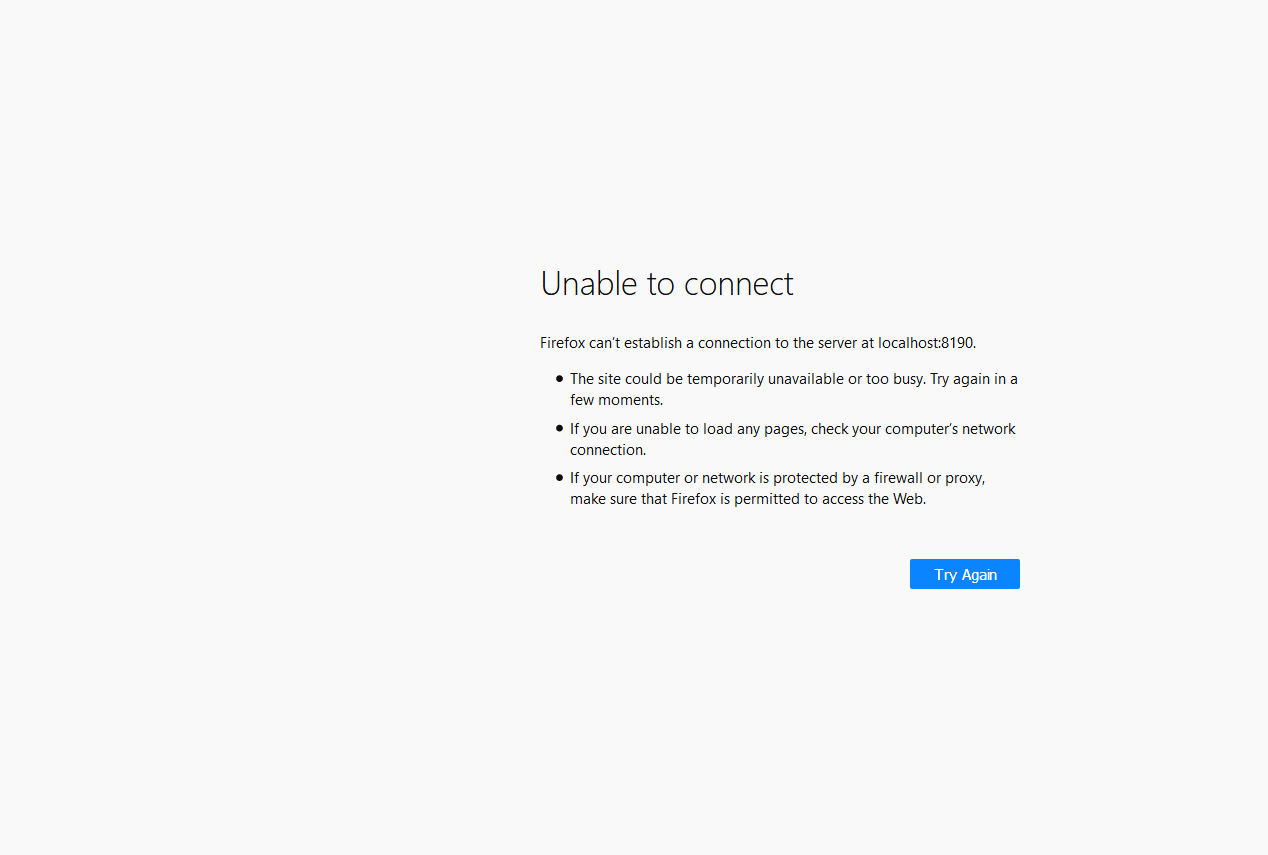 Unable to connect
Firefox can’t establish a connection to the server at localhost:8190.
● The site could be temporarily unavailable or too busy. Try again in a
few moments.
● If you are unable to load any pages, check your computer’s network
connection.
● If your computer or network is protected by a firewall or proxy,
make sure that Firefox is permitted to access the Web.
Try Again